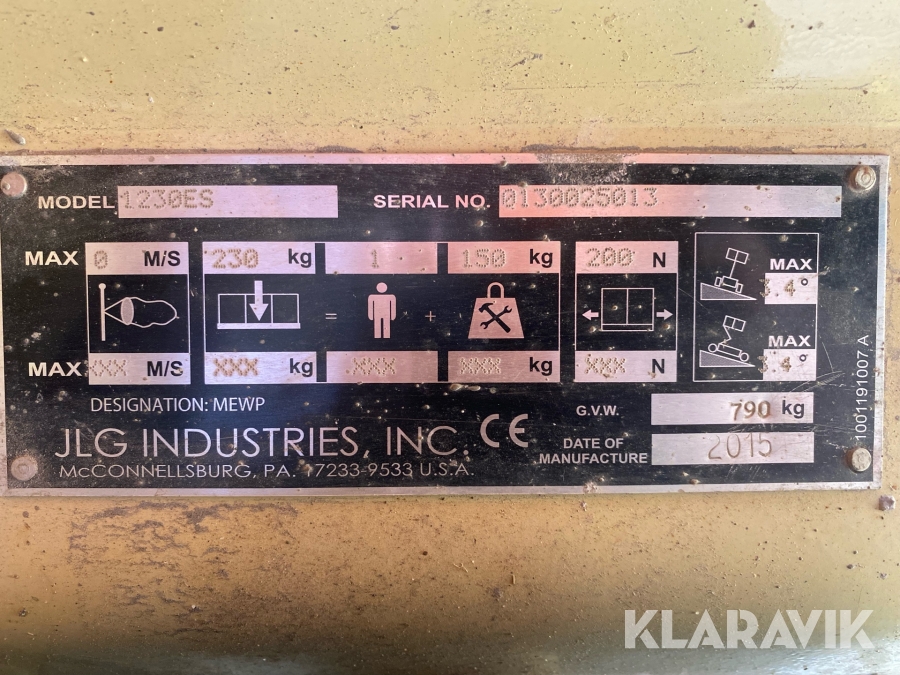 MODEL 1230ES SERIAL NO. 0130025013
MAX 0 M/S 230 kg 1 150 kg 200 N MAX 3.4°
= +
MAX XXX M/S XXX kg XXX XXX kg XXX N MAX 3.4°
DESIGNATION: MEWP G.V.W. 790 kg
JLG INDUSTRIES, INC. CE DATE OF MANUFACTURE 2015
McCONNELLSBURG, PA. 17233-9533 U.S.A.
1001191007 A
KLARAVIK